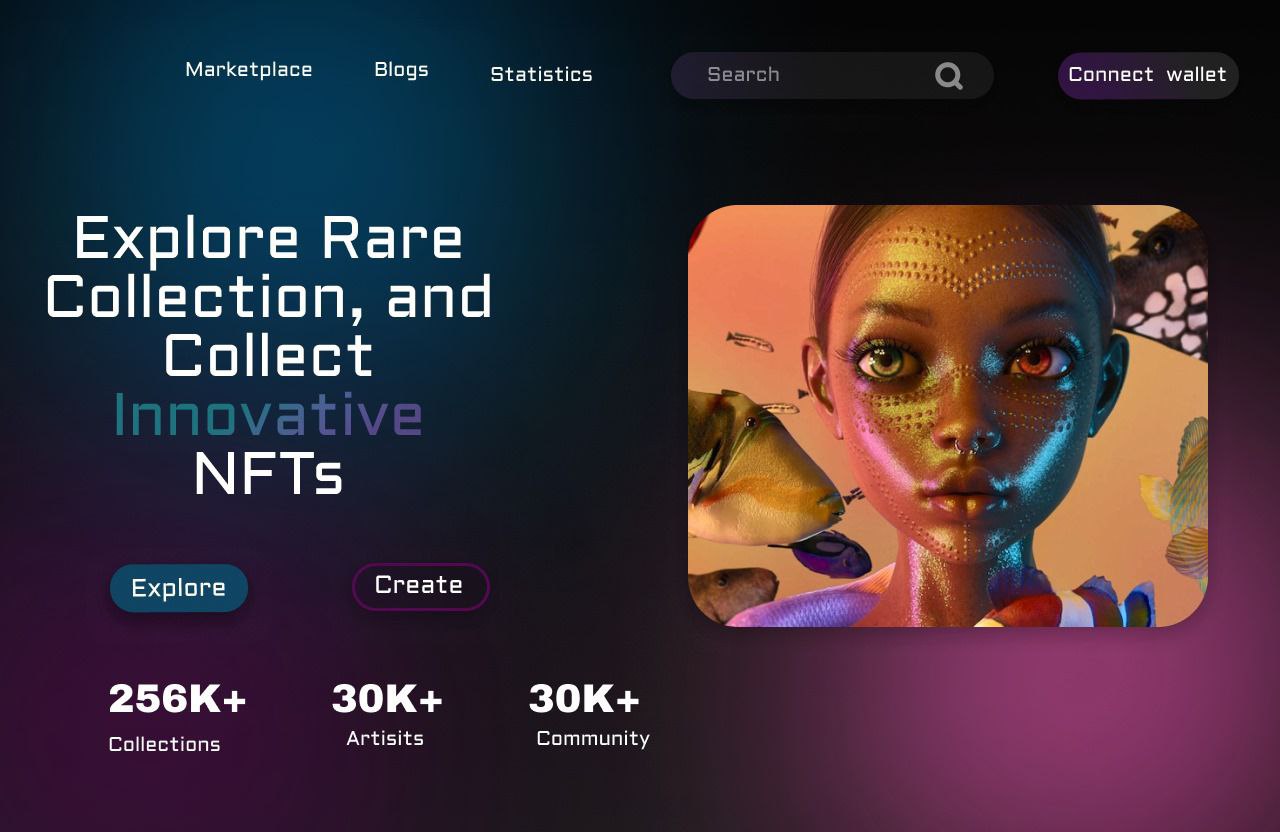 Marketplace Blogs Statistics Search Connect wallet
Explore Rare
Collection, and
Collect
Innovative
NFTs
Explore Create
256K+ 30K+ 30K+
Collections Artisits Community